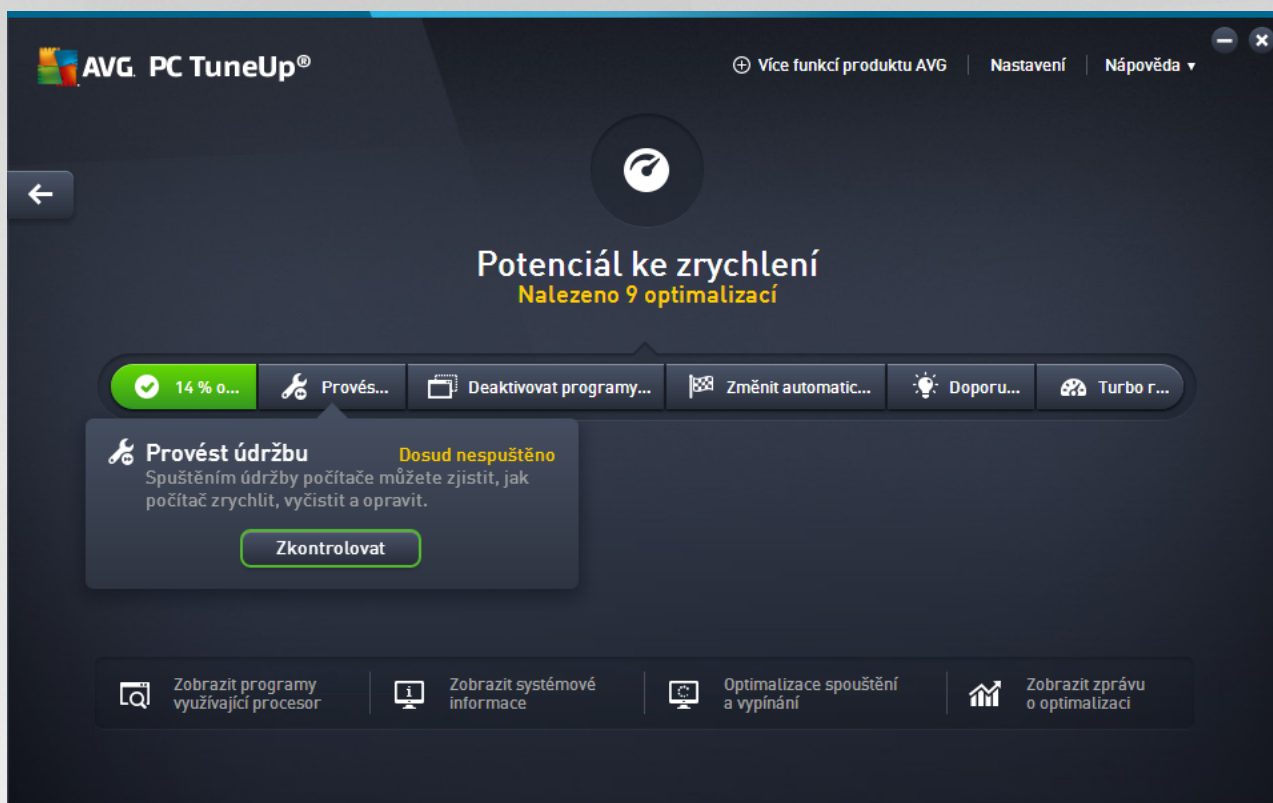 AVG. PC TuneUp®
Více funkcí produktu AVG
Nastavení
Nápověda
Potenciál ke zrychlení
Nalezeno 9 optimalizací
14 % o...
Provés...
Deaktivovat programy...
Změnit automatic...
Doporu...
Turbo r...
Provést údržbu
Dosud nespuštěno
Spuštěním údržby počítače můžete zjistit, jak
počítač zrychlit, vyčistit a opravit.
Zkontrolovat
Zobrazit programy
využívající procesor
Zobrazit systémové
informace
Optimalizace spouštění
a vypínání
Zobrazit zprávu
o optimalizaci